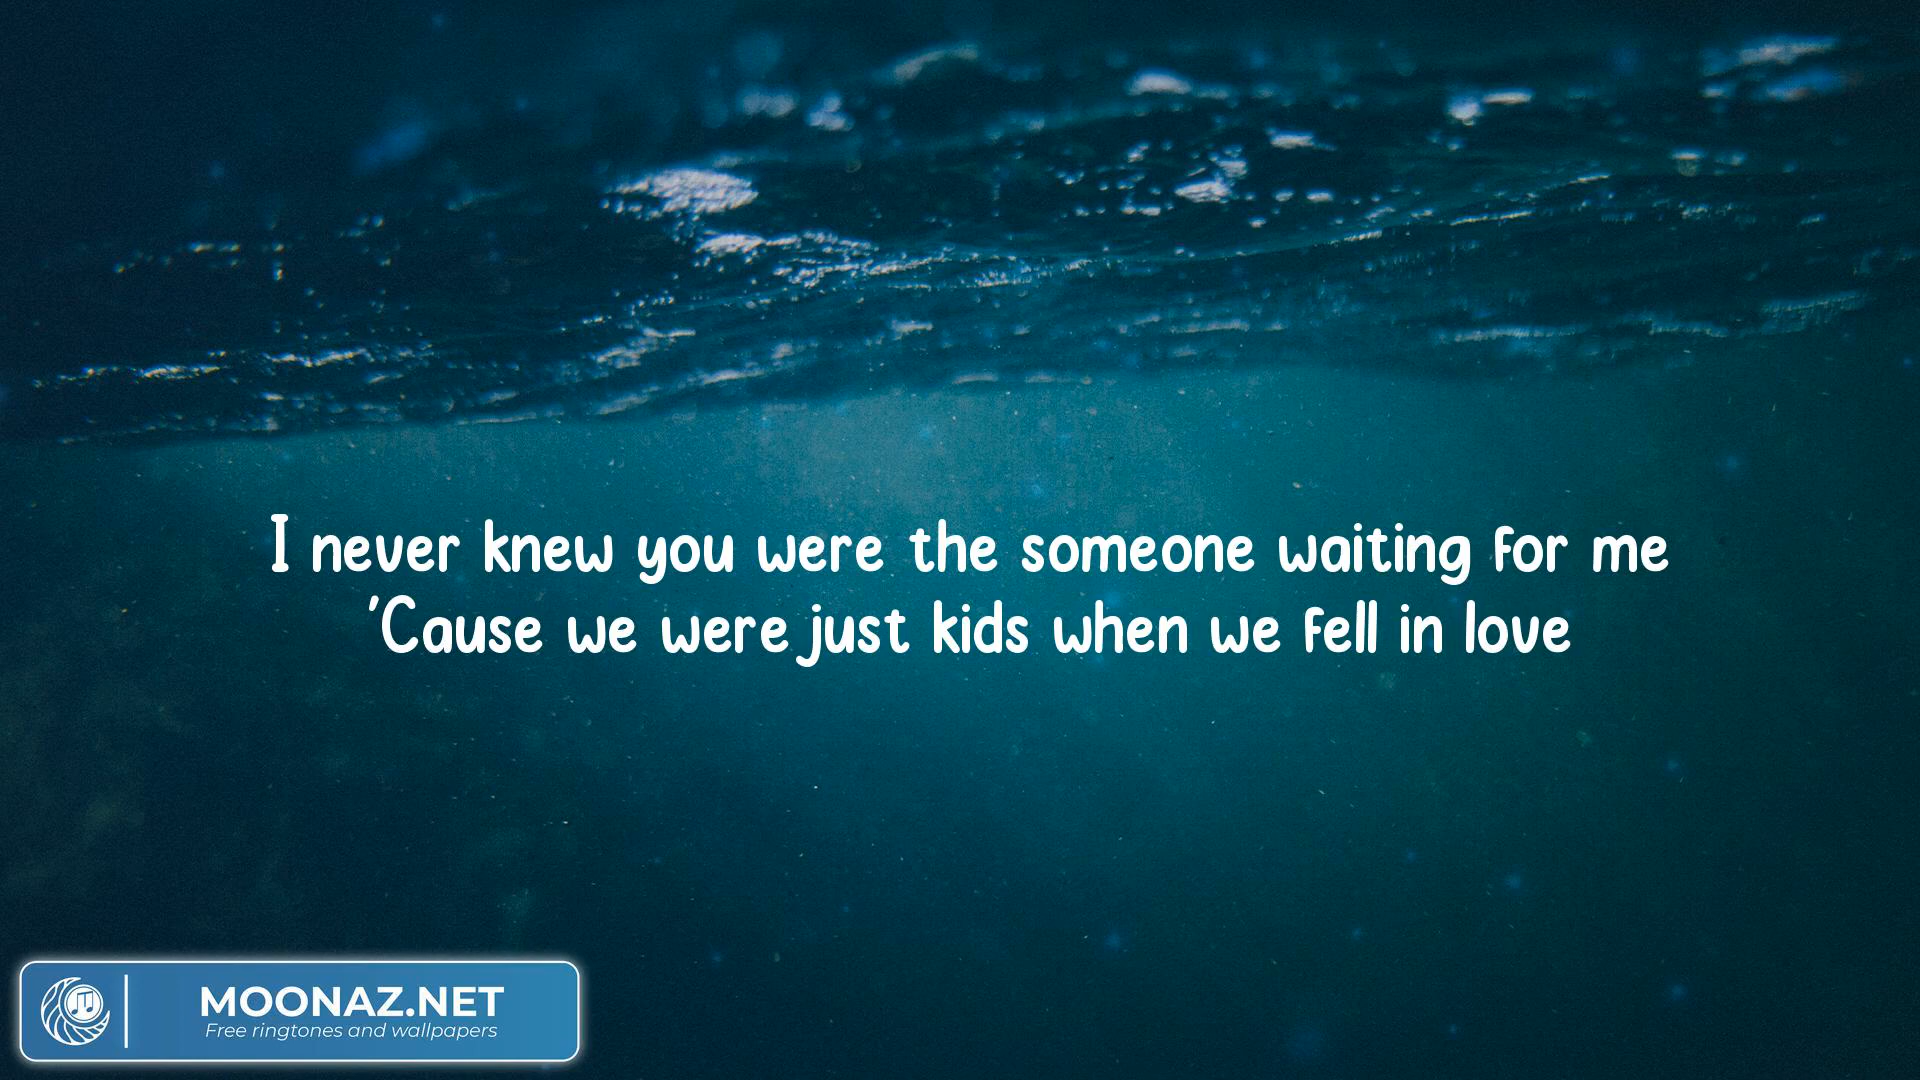 I never knew you were the someone waiting for me
'Cause we were just kids when we fell in love
MOONAZ.NET
Free ringtones and wallpapers